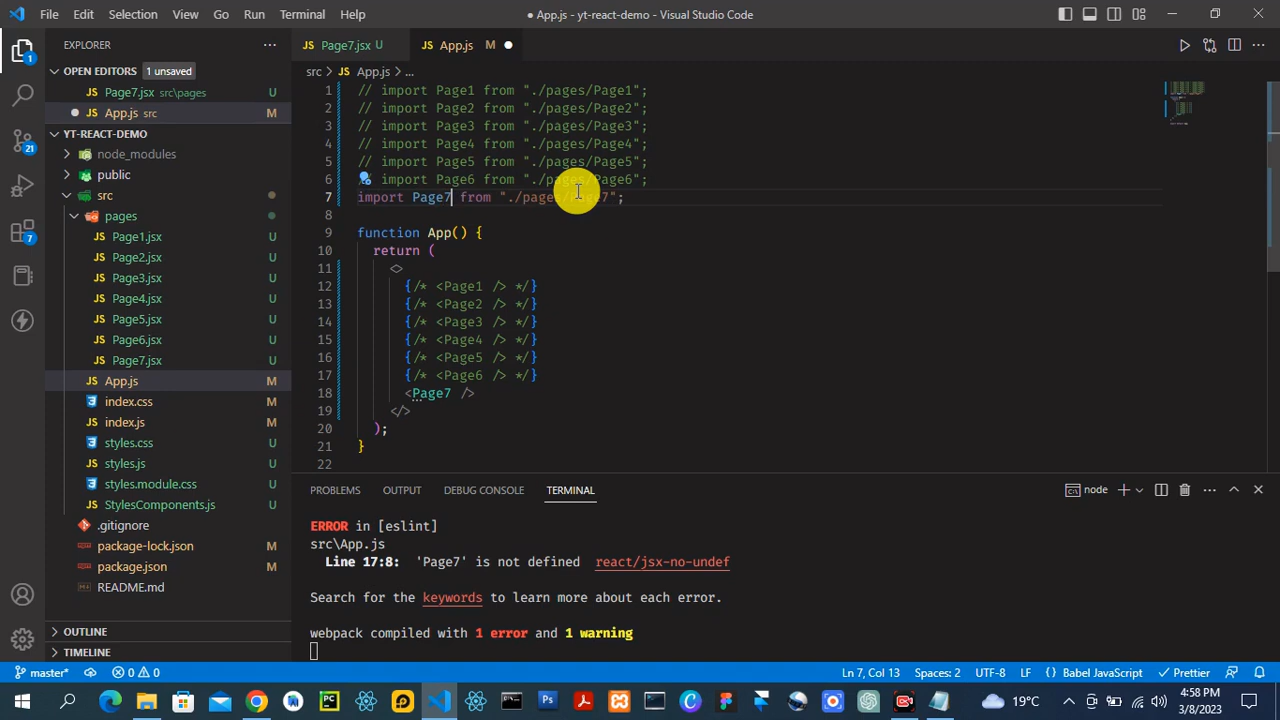 File Edit Selection View Go Run Terminal Help
● App.js - yt-react-demo - Visual Studio Code
EXPLORER
OPEN EDITORS 1 unsaved
Page7.jsx src\pages U
App.js src M
YT-REACT-DEMO
node_modules
public
src
pages
Page1.jsx U
Page2.jsx U
Page3.jsx U
Page4.jsx U
Page5.jsx U
Page6.jsx U
Page7.jsx U
JS App.js M
index.css M
JS index.js M
styles.css U
JS styles.js U
styles.module.css U
JS StylesComponents.js U
.gitignore
package-lock.json M
package.json M
README.md
OUTLINE
TIMELINE
1
21
7
Page7.jsx U
JS App.js M ●
src > JS App.js > ...
1 // import Page1 from "./pages/Page1";
2 // import Page2 from "./pages/Page2";
3 // import Page3 from "./pages/Page3";
4 // import Page4 from "./pages/Page4";
5 // import Page5 from "./pages/Page5";
6 // import Page6 from "./pages/Page6";
7 import Page7 from "./pages/Page7";
8
9 function App() {
10 return (
11 <>
12 {/* <Page1 /> */}
13 {/* <Page2 /> */}
14 {/* <Page3 /> */}
15 {/* <Page4 /> */}
16 {/* <Page5 /> */}
17 {/* <Page6 /> */}
18 <Page7 />
19 </>
20 );
21 }
22
PROBLEMS OUTPUT DEBUG CONSOLE TERMINAL
node
ERROR in [eslint]
src\App.js
Line 17:8: 'Page7' is not defined react/jsx-no-undef
Search for the keywords to learn more about each error.
webpack compiled with 1 error and 1 warning
master* 0 0
Ln 7, Col 13 Spaces: 2 UTF-8 LF {} Babel JavaScript Prettier
19°C
4:58 PM
3/8/2023